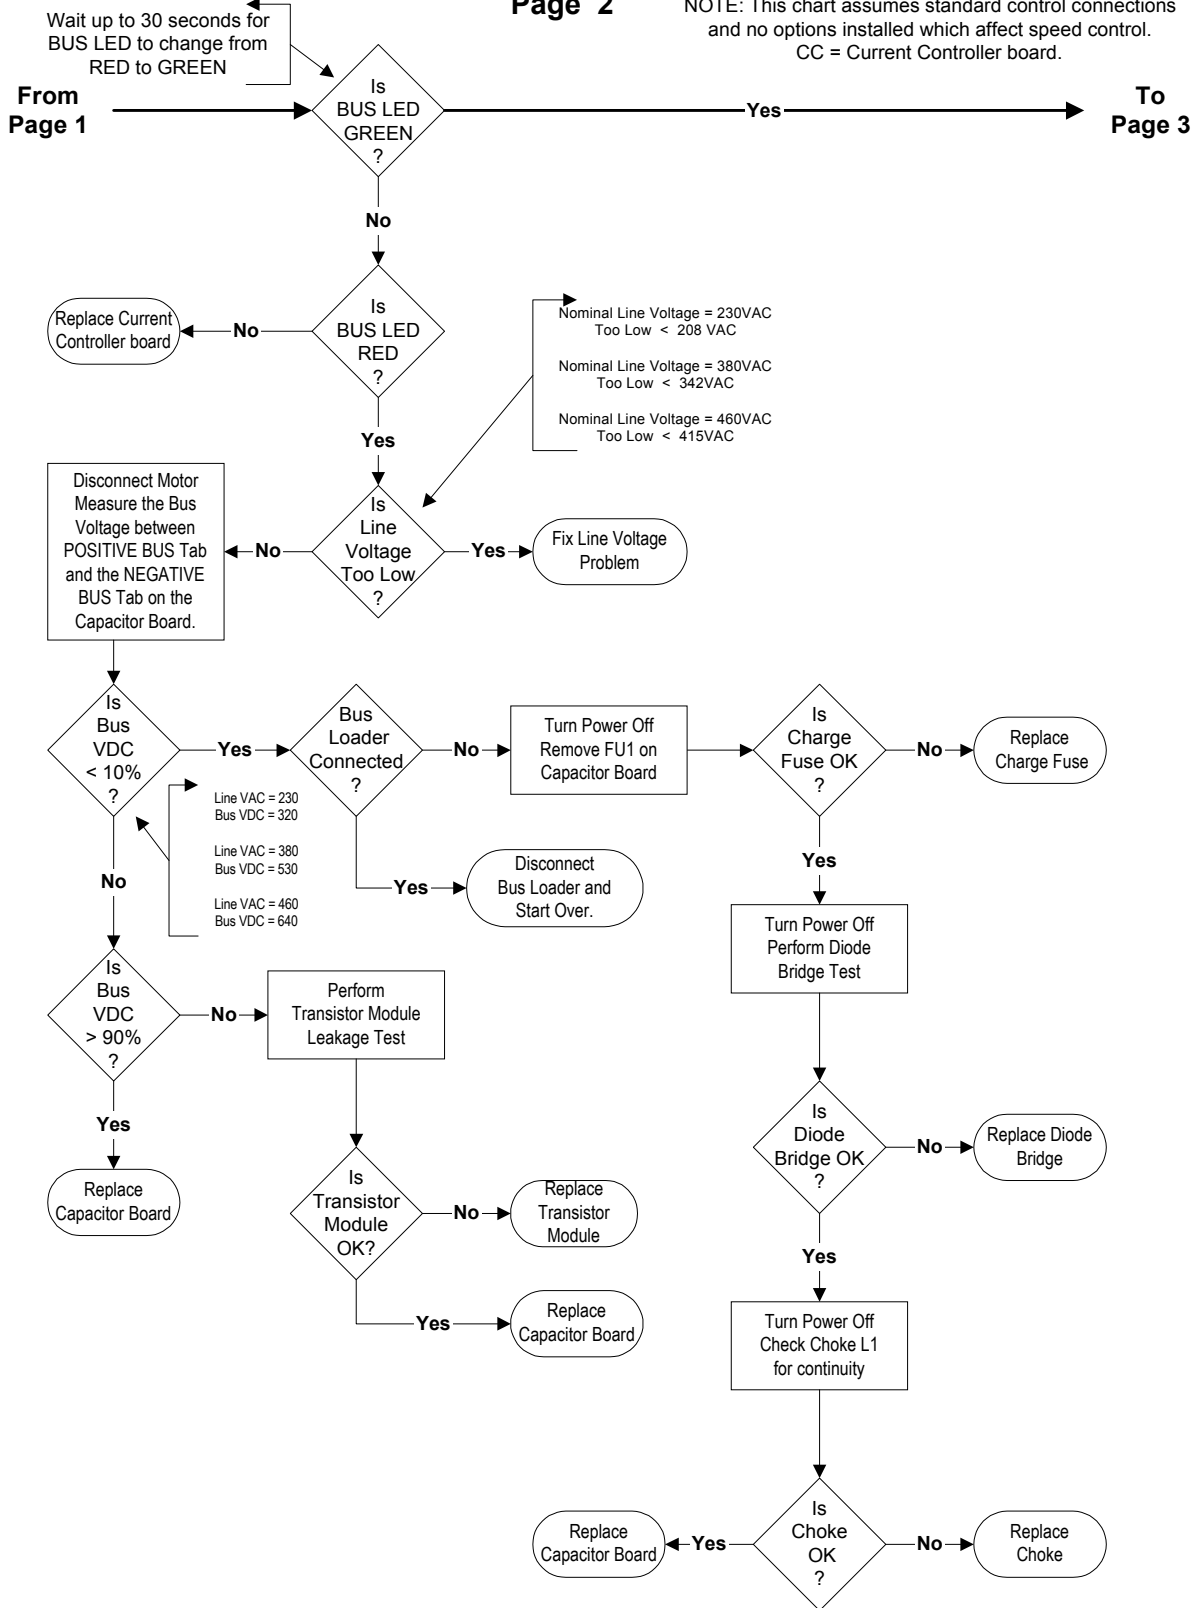 Page 2
NOTE: This chart assumes standard control connections
and no options installed which affect speed control.
CC = Current Controller board.
Wait up to 30 seconds for
BUS LED to change from
RED to GREEN
From
Page 1
Is
BUS LED
GREEN
?
Yes
To
Page 3
No
Is
BUS LED
RED
?
No
Replace Current
Controller board
Nominal Line Voltage = 230VAC
Too Low < 208 VAC
Nominal Line Voltage = 380VAC
Too Low < 342VAC
Nominal Line Voltage = 460VAC
Too Low < 415VAC
Yes
Is
Line
Voltage
Too Low
?
Yes
Fix Line Voltage
Problem
No
Disconnect Motor
Measure the Bus
Voltage between
POSITIVE BUS Tab
and the NEGATIVE
BUS Tab on the
Capacitor Board.
Is
Bus
VDC
< 10%
?
Yes
Bus
Loader
Connected
?
No
Turn Power Off
Remove FU1 on
Capacitor Board
Is
Charge
Fuse OK
?
No
Replace
Charge Fuse
Line VAC = 230
Bus VDC = 320
Line VAC = 380
Bus VDC = 530
Line VAC = 460
Bus VDC = 640
No
Yes
Disconnect
Bus Loader and
Start Over.
Yes
Turn Power Off
Perform Diode
Bridge Test
Is
Bus
VDC
> 90%
?
No
Perform
Transistor Module
Leakage Test
Yes
Replace
Capacitor Board
Is
Transistor
Module
OK?
No
Replace
Transistor
Module
Yes
Replace
Capacitor Board
Is
Diode
Bridge OK
?
No
Replace Diode
Bridge
Yes
Turn Power Off
Check Choke L1
for continuity
Is
Choke
OK
?
Yes
Replace
Capacitor Board
No
Replace
Choke